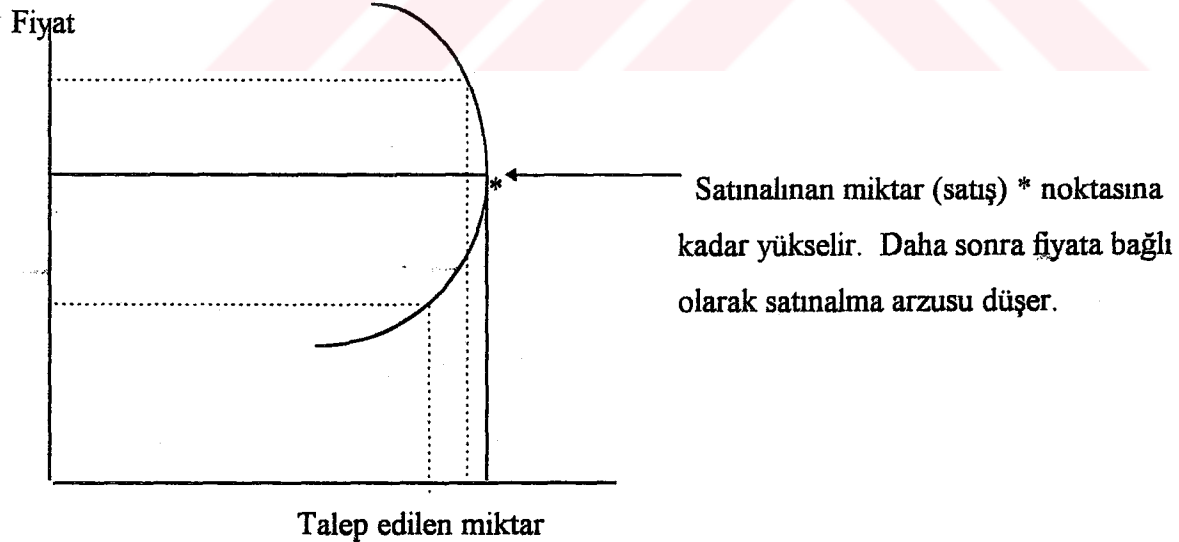 Fiyat
*
Satınalınan miktar (satış) * noktasına
kadar yükselir. Daha sonra fiyata bağlı
olarak satınalma arzusu düşer.
Talep edilen miktar